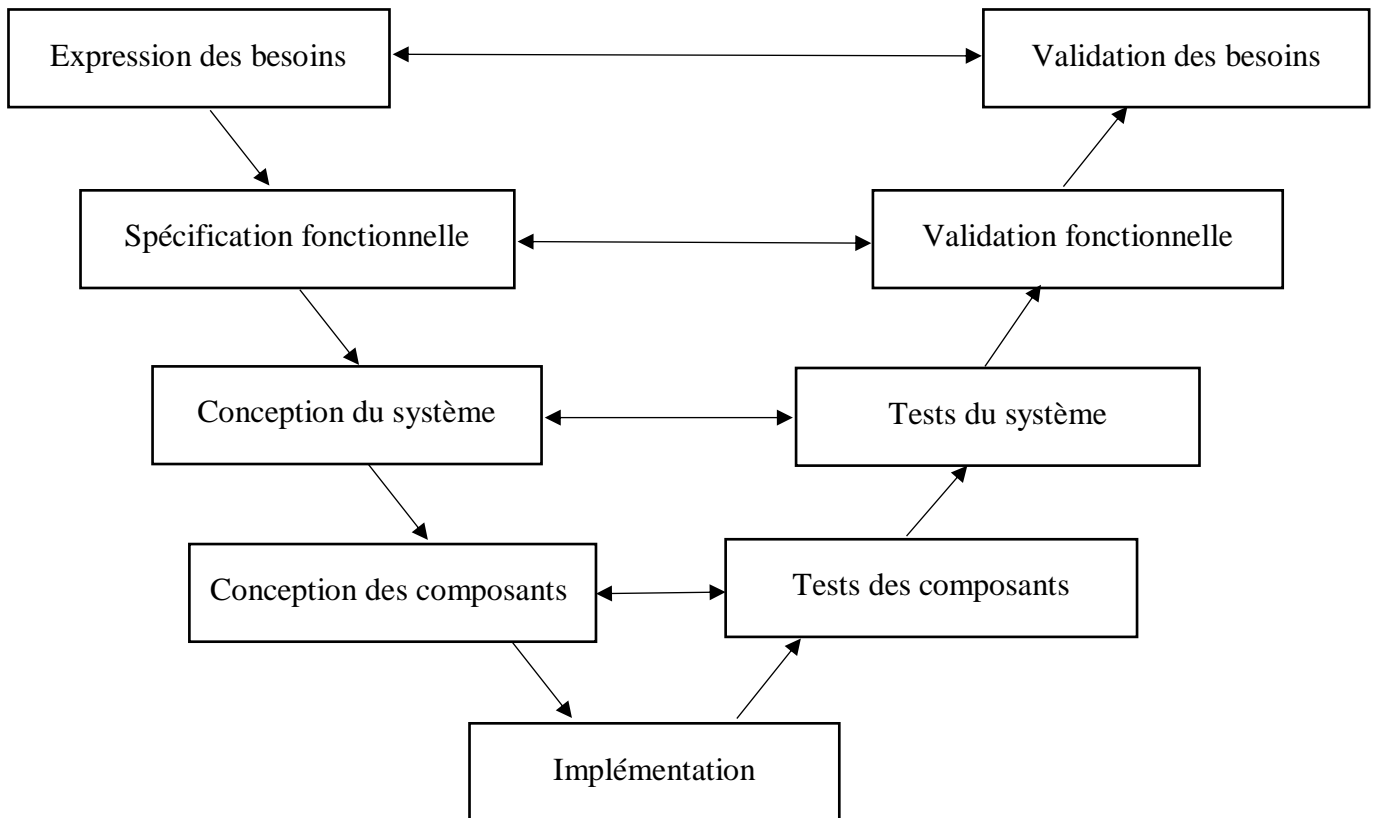 Expression des besoins
Validation des besoins
Spécification fonctionnelle
Validation fonctionnelle
Conception du système
Tests du système
Conception des composants
Tests des composants
Implémentation